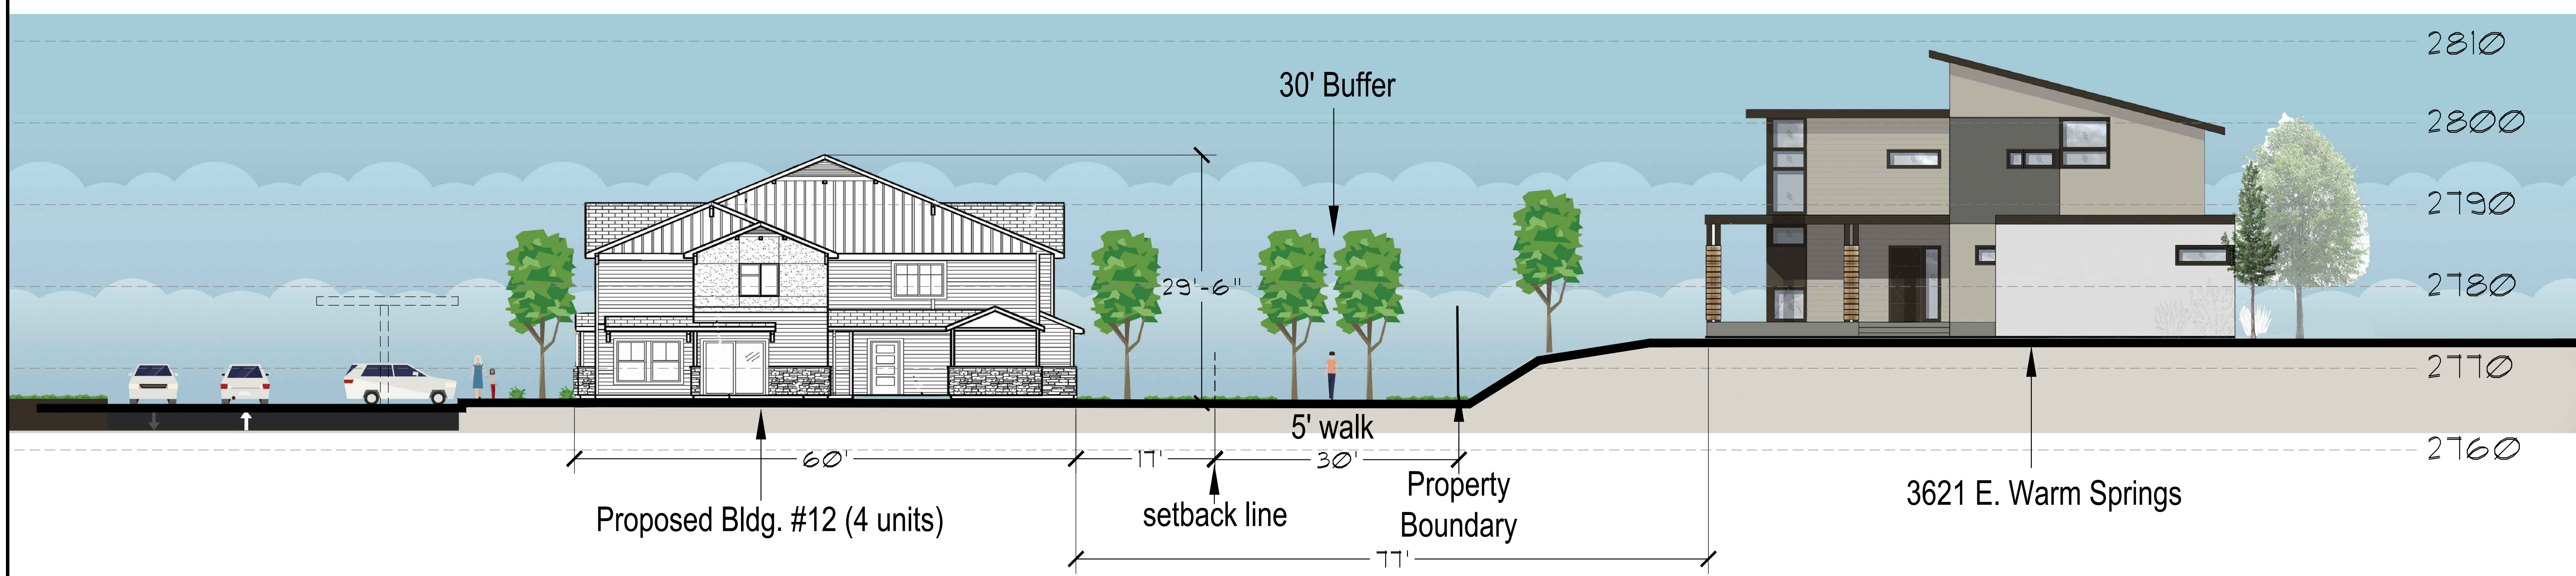 2810
30' Buffer
2800
2790
29'-6"
2780
2770
5' walk
60'
17'
30'
2760
Property
Boundary
setback line
Proposed Bldg. #12 (4 units)
3621 E. Warm Springs
77'